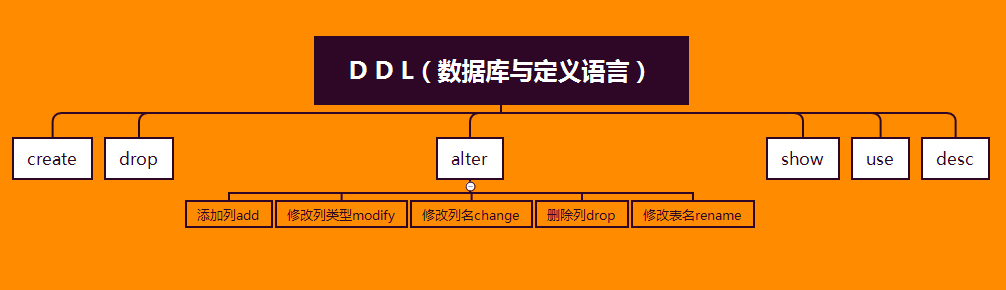 D D L（数据库与定义语言）
create
drop
alter
show
use
desc
添加列add
修改列类型modify
修改列名change
删除列drop
修改表名rename